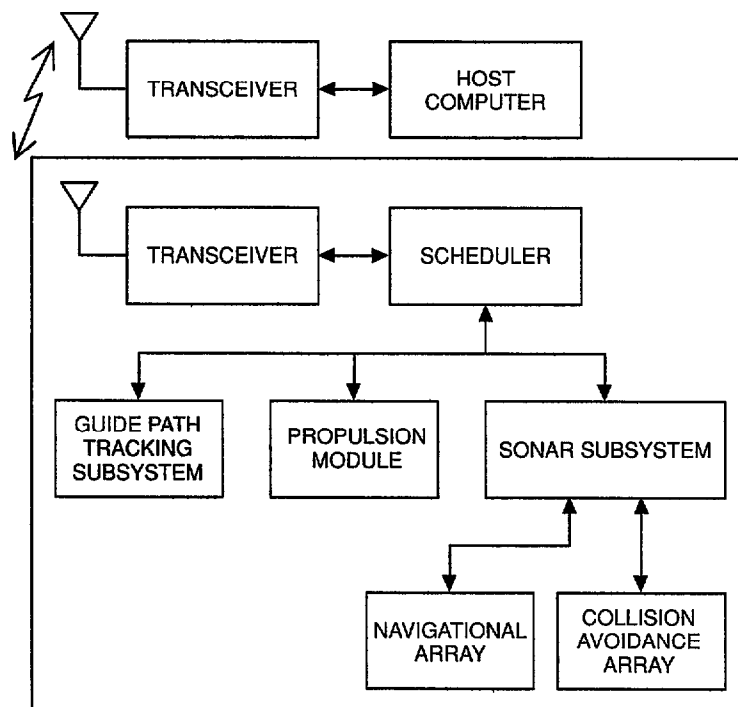 TRANSCEIVER
HOST
COMPUTER
TRANSCEIVER
SCHEDULER
GUIDE PATH
TRACKING
SUBSYSTEM
PROPULSION
MODULE
SONAR SUBSYSTEM
NAVIGATIONAL
ARRAY
COLLISION
AVOIDANCE
ARRAY